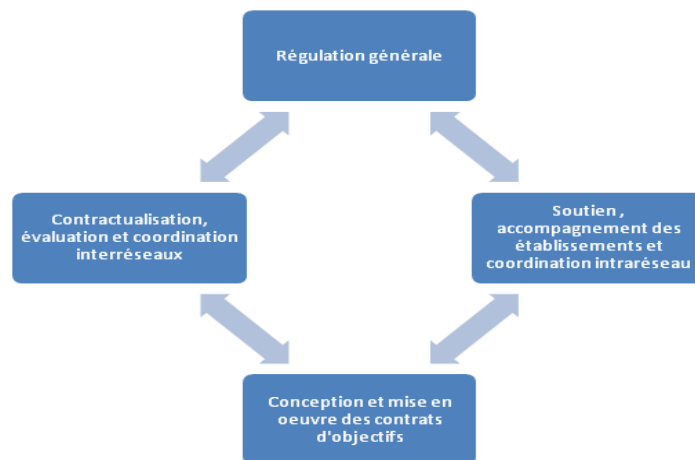 Régulation générale
Contractualisation,
évaluation et coordination
interréseaux
Soutien ,
accompagnement des
établissements et
coordination intraréseau
Conception et mise en
oeuvre des contrats
d'objectifs